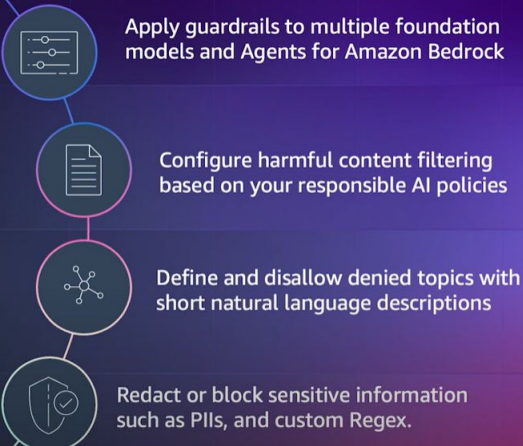 Apply guardrails to multiple foundation
models and Agents for Amazon Bedrock
Configure harmful content filtering
based on your responsible AI policies
Define and disallow denied topics with
short natural language descriptions
Redact or block sensitive information
such as PIIs, and custom Regex.